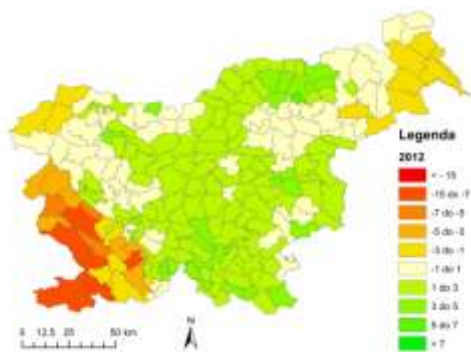 Legenda
2012
< - 15
-15 do -7
-7 do -5
-5 do -3
-3 do -1
-1 do 1
1 do 3
3 do 5
5 do 7
> 7
N
0 12,5 25 50 km